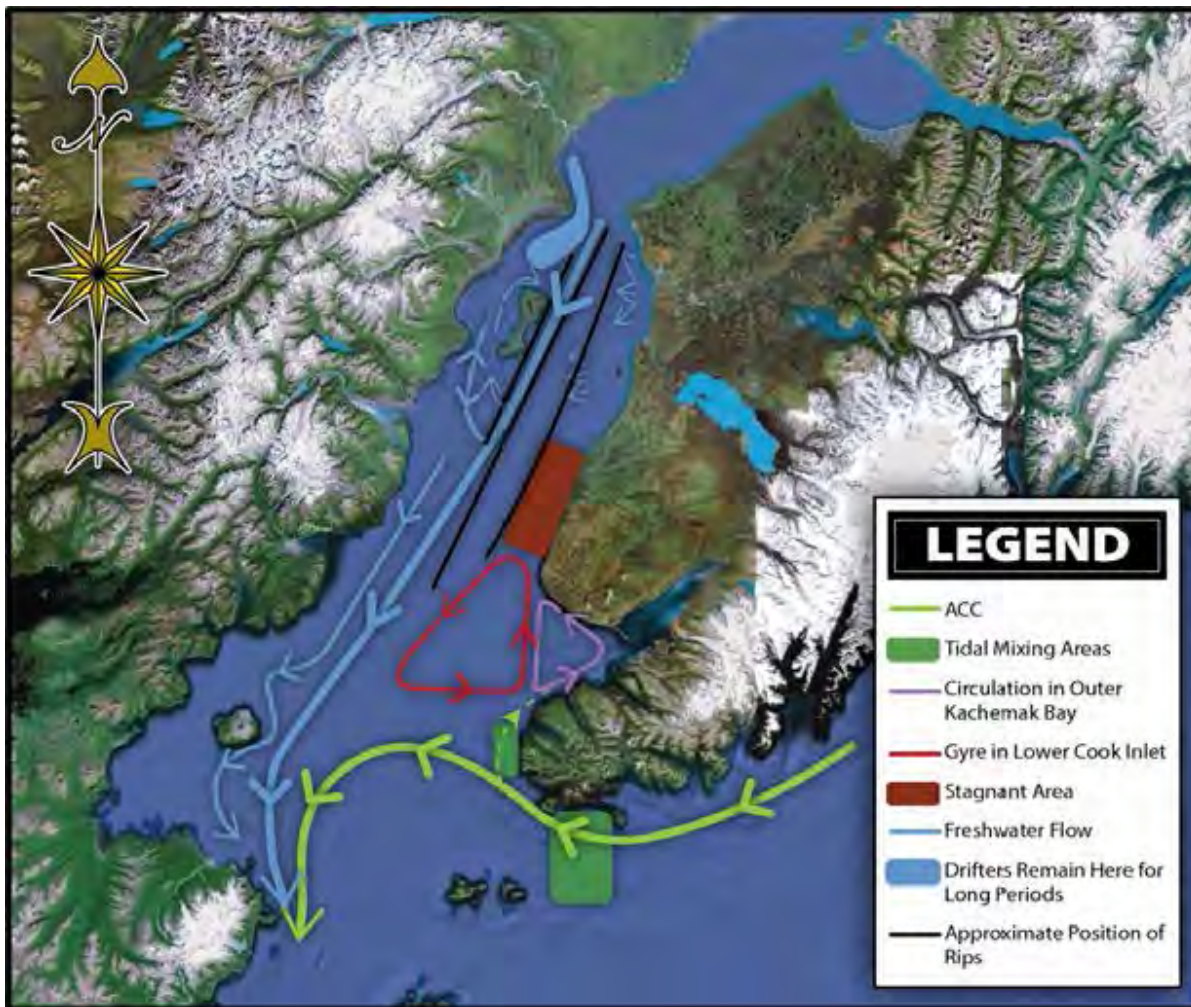 N
LEGEND
ACC
Tidal Mixing Areas
Circulation in Outer
Kachemak Bay
Gyre in Lower Cook Inlet
Stagnant Area
Freshwater Flow
Drifters Remain Here for
Long Periods
Approximate Position of
Rips